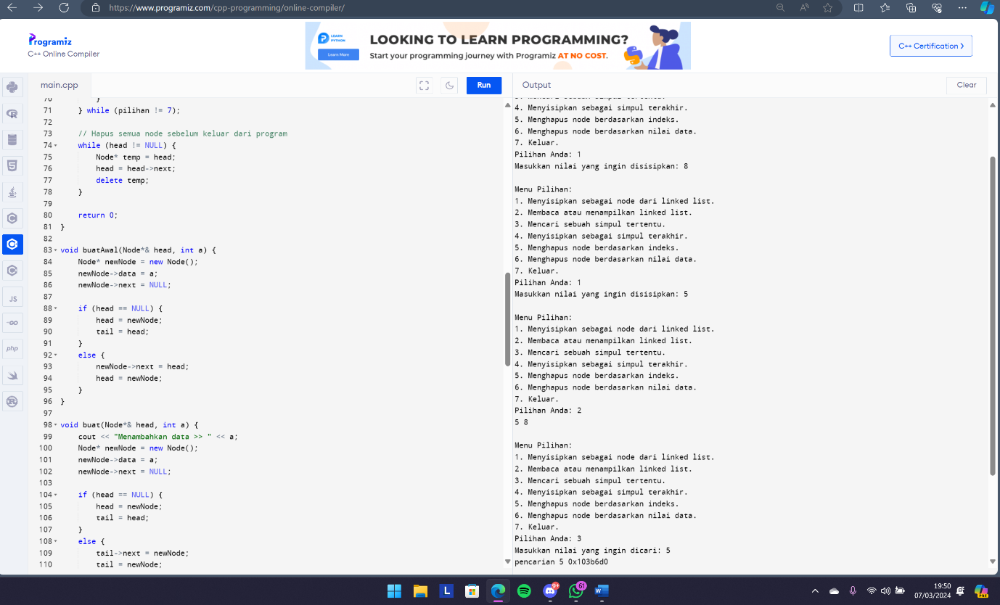 https://www.programiz.com/cpp-programming/online-compiler/
Programiz
C++ Online Compiler
LEARN PYTHON
Learn More
LOOKING TO LEARN PROGRAMMING?
Start your programming journey with Programiz AT NO COST.
C++ Certification
main.cpp
Run
Output
Clear
JS
-GO
php
70 }
71 } while (pilihan != 7);
72
73 // Hapus semua node sebelum keluar dari program
74 while (head != NULL) {
75 Node* temp = head;
76 head = head->next;
77 delete temp;
78 }
79
80 return 0;
81 }
82
83 void buatAwal(Node*& head, int a) {
84 Node* newNode = new Node();
85 newNode->data = a;
86 newNode->next = NULL;
87
88 if (head == NULL) {
89 head = newNode;
90 tail = head;
91 }
92 else {
93 newNode->next = head;
94 head = newNode;
95 }
96 }
97
98 void buat(Node*& head, int a) {
99 cout << "Menambahkan data >> " << a;
100 Node* newNode = new Node();
101 newNode->data = a;
102 newNode->next = NULL;
103
104 if (head == NULL) {
105 head = newNode;
106 tail = head;
107 }
108 else {
109 tail->next = newNode;
110 tail = newNode;
3. Mencari sebuah simpul tertentu.
4. Menyisipkan sebagai simpul terakhir.
5. Menghapus node berdasarkan indeks.
6. Menghapus node berdasarkan nilai data.
7. Keluar.
Pilihan Anda: 1
Masukkan nilai yang ingin disisipkan: 8
Menu Pilihan:
1. Menyisipkan sebagai node dari linked list.
2. Membaca atau menampilkan linked list.
3. Mencari sebuah simpul tertentu.
4. Menyisipkan sebagai simpul terakhir.
5. Menghapus node berdasarkan indeks.
6. Menghapus node berdasarkan nilai data.
7. Keluar.
Pilihan Anda: 1
Masukkan nilai yang ingin disisipkan: 5
Menu Pilihan:
1. Menyisipkan sebagai node dari linked list.
2. Membaca atau menampilkan linked list.
3. Mencari sebuah simpul tertentu.
4. Menyisipkan sebagai simpul terakhir.
5. Menghapus node berdasarkan indeks.
6. Menghapus node berdasarkan nilai data.
7. Keluar.
Pilihan Anda: 2
5 8
Menu Pilihan:
1. Menyisipkan sebagai node dari linked list.
2. Membaca atau menampilkan linked list.
3. Mencari sebuah simpul tertentu.
4. Menyisipkan sebagai simpul terakhir.
5. Menghapus node berdasarkan indeks.
6. Menghapus node berdasarkan nilai data.
7. Keluar.
Pilihan Anda: 3
Masukkan nilai yang ingin dicari: 5
pencarian 5 0x103b6d0
L
9+
61
W
19:50
07/03/2024
PRE